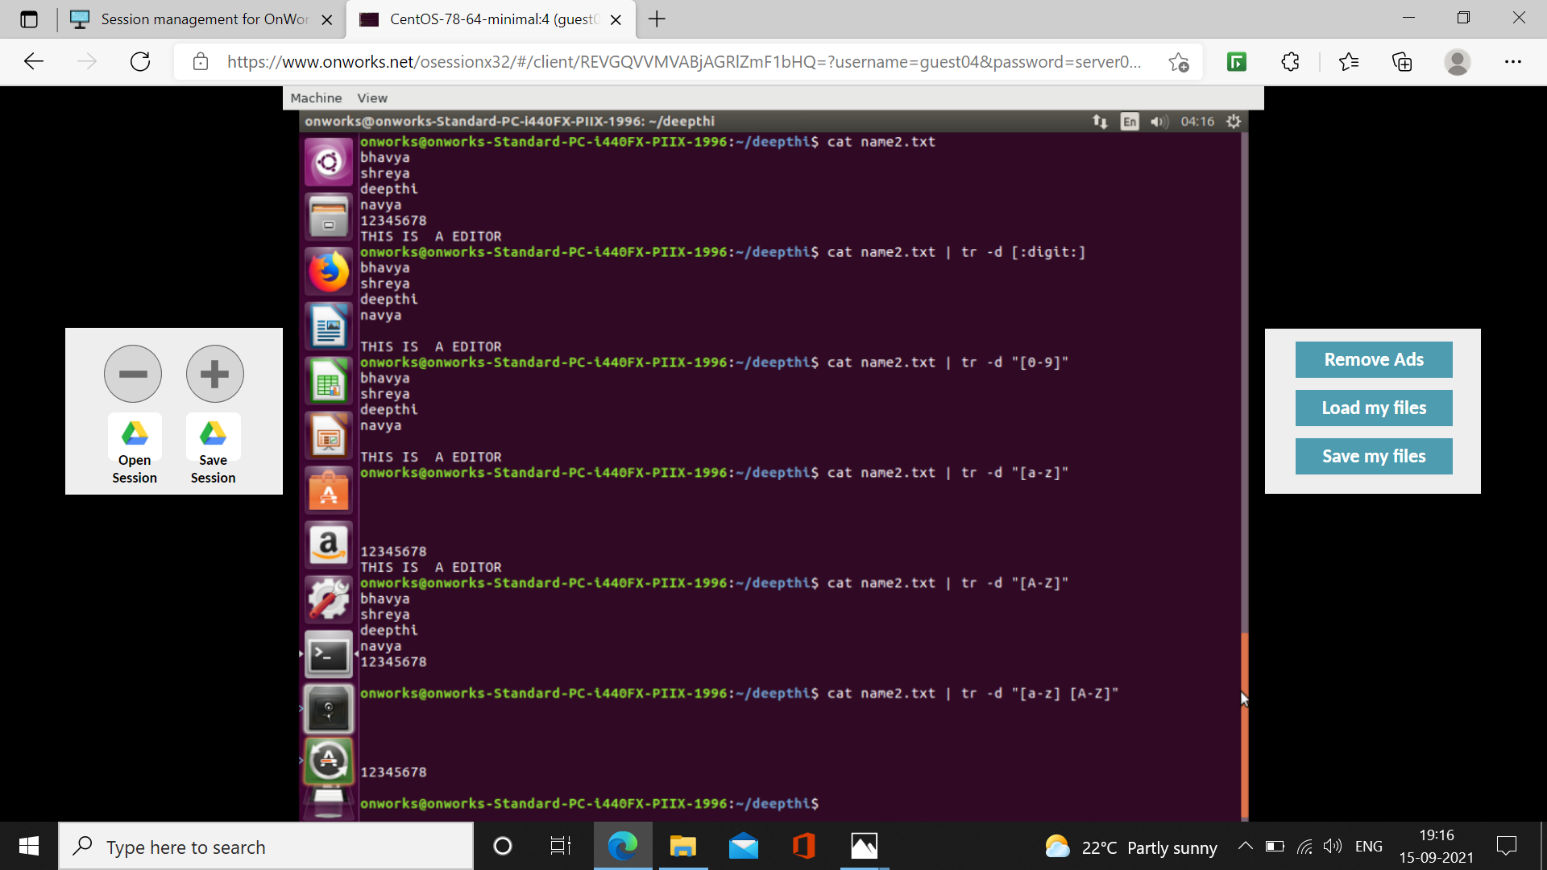 Session management for OnWor
CentOS-78-64-minimal:4 (guest0
https://www.onworks.net/osessionx32/#/client/REVGQVVMVABjAGRlZmF1bHQ=?username=guest04&password=server0...
Machine View
onworks@onworks-Standard-PC-i440FX-PIIX-1996: ~/deepthi
En
04:16
onworks@onworks-Standard-PC-i440FX-PIIX-1996:~/deepthi$ cat name2.txt
bhavya
shreya
deepthi
navya
12345678
THIS IS  A EDITOR
onworks@onworks-Standard-PC-i440FX-PIIX-1996:~/deepthi$ cat name2.txt | tr -d [:digit:]
bhavya
shreya
deepthi
navya
THIS IS  A EDITOR
onworks@onworks-Standard-PC-i440FX-PIIX-1996:~/deepthi$ cat name2.txt | tr -d "[0-9]"
bhavya
shreya
deepthi
navya
THIS IS  A EDITOR
onworks@onworks-Standard-PC-i440FX-PIIX-1996:~/deepthi$ cat name2.txt | tr -d "[a-z]"
12345678
THIS IS  A EDITOR
onworks@onworks-Standard-PC-i440FX-PIIX-1996:~/deepthi$ cat name2.txt | tr -d "[A-Z]"
bhavya
shreya
deepthi
navya
12345678
onworks@onworks-Standard-PC-i440FX-PIIX-1996:~/deepthi$ cat name2.txt | tr -d "[a-z] [A-Z]"
12345678
onworks@onworks-Standard-PC-i440FX-PIIX-1996:~/deepthi$
Open
Session
Save
Session
Remove Ads
Load my files
Save my files
Type here to search
22°C Partly sunny
ENG
19:16
15-09-2021